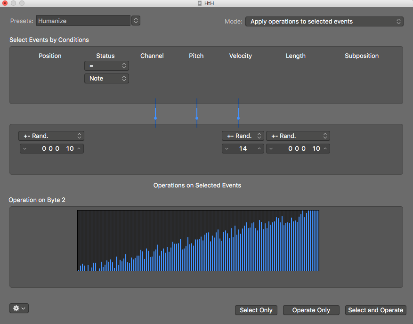 HtH
Presets: Humanize Mode: Apply operations to selected events
Select Events by Conditions
Position Status Channel Pitch Velocity Length Subposition
=
Note
+- Rand. +- Rand. +- Rand.
0 0 0 10 14 0 0 0 10
Operations on Selected Events
Operation on Byte 2
Select Only Operate Only Select and Operate